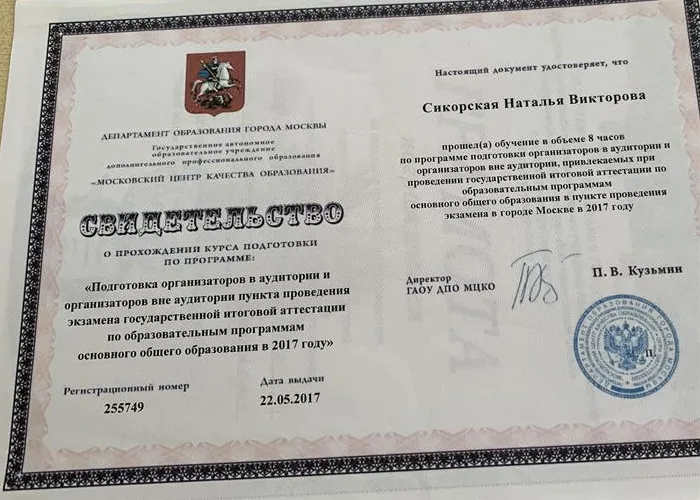 ДЕПАРТАМЕНТ ОБРАЗОВАНИЯ ГОРОДА МОСКВЫ
Государственное автономное
образовательное учреждение
дополнительного профессионального образования
«МОСКОВСКИЙ ЦЕНТР КАЧЕСТВА ОБРАЗОВАНИЯ»
СВИДЕТЕЛЬСТВО
О ПРОХОЖДЕНИИ КУРСА ПОДГОТОВКИ
ПО ПРОГРАММЕ:
«Подготовка организаторов в аудитории и
организаторов вне аудитории пункта проведения
экзамена государственной итоговой аттестации
по образовательным программам
основного общего образования в 2017 году»
Регистрационный номер
255749
Дата выдачи
22.05.2017
Настоящий документ удостоверяет, что
Сикорская Наталья Викторова
прошел(а) обучение в объеме 8 часов
по программе подготовки организаторов в аудитории и
организаторов вне аудитории, привлекаемых при
проведении государственной итоговой аттестации по
образовательным программам
основного общего образования в пункте проведения
экзамена в городе Москве в 2017 году
Директор
ГАОУ ДПО МЦКО
П. В. Кузьмин